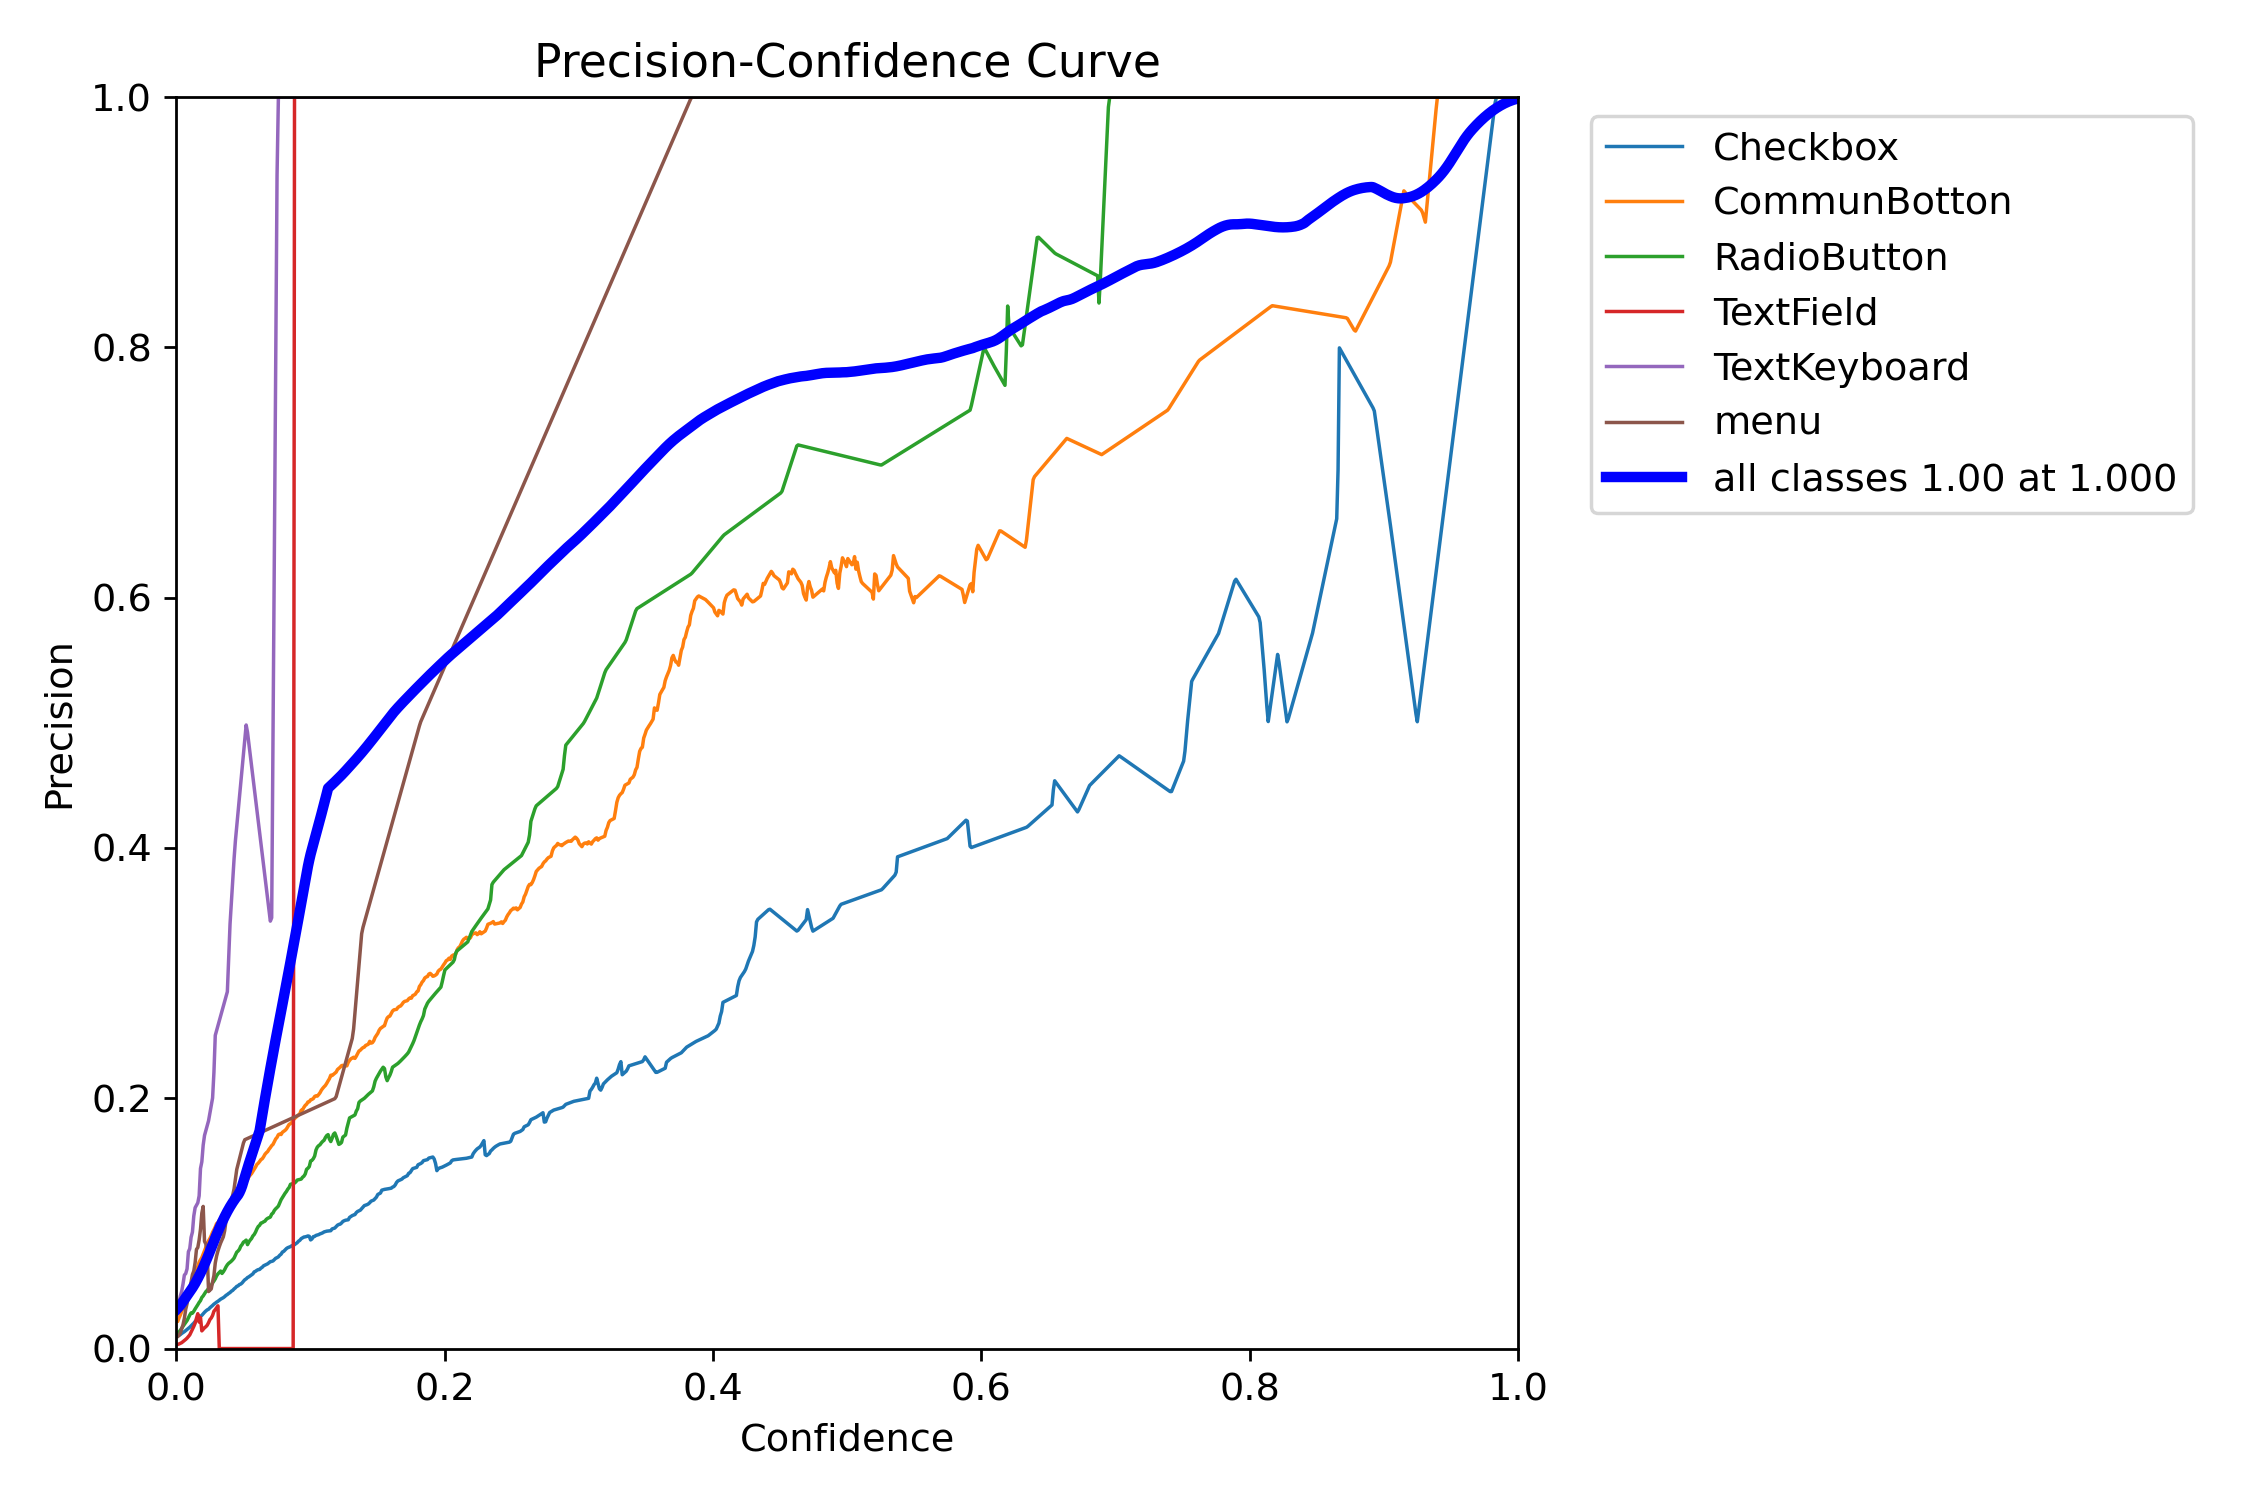 Precision-Confidence Curve
1.0
0.8
0.6
0.4
0.2
0.0
Precision
0.0 0.2 0.4 0.6 0.8 1.0
Confidence
Checkbox
CommunBotton
RadioButton
TextField
TextKeyboard
menu
all classes 1.00 at 1.000